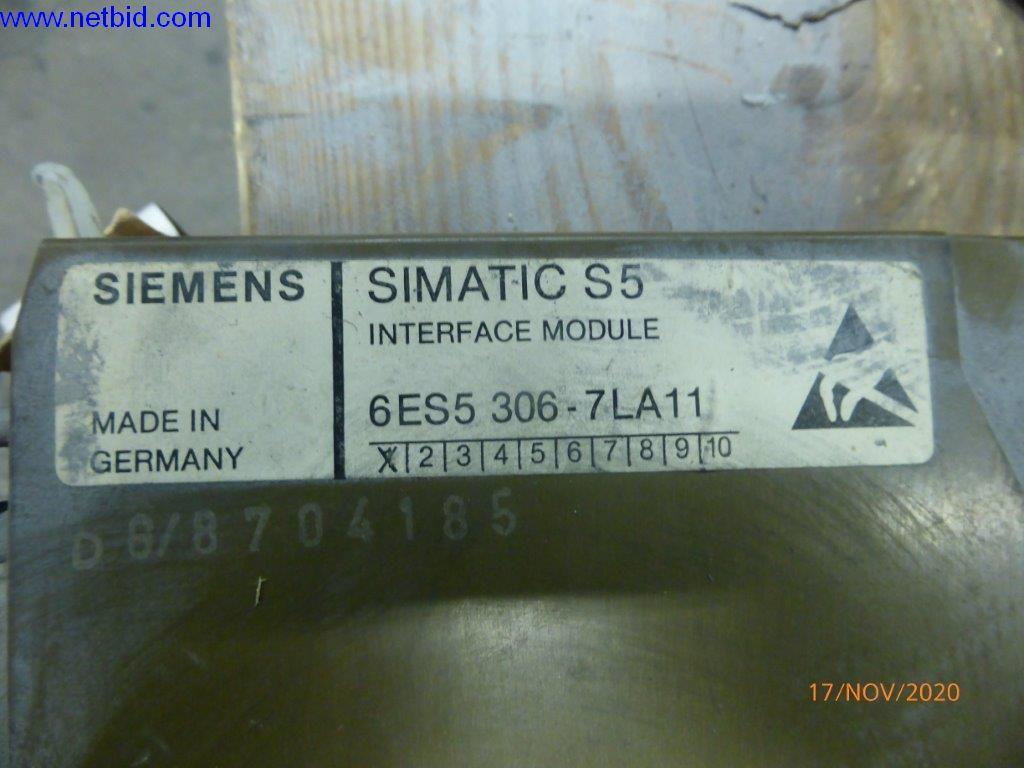 www.netbid.com
SIEMENS
MADE IN
GERMANY
SIMATIC S5
INTERFACE MODULE
6ES5 306-7LA11
X|2|3|4|5|6|7|8|9|10
D 6/8704185
17/NOV/2020